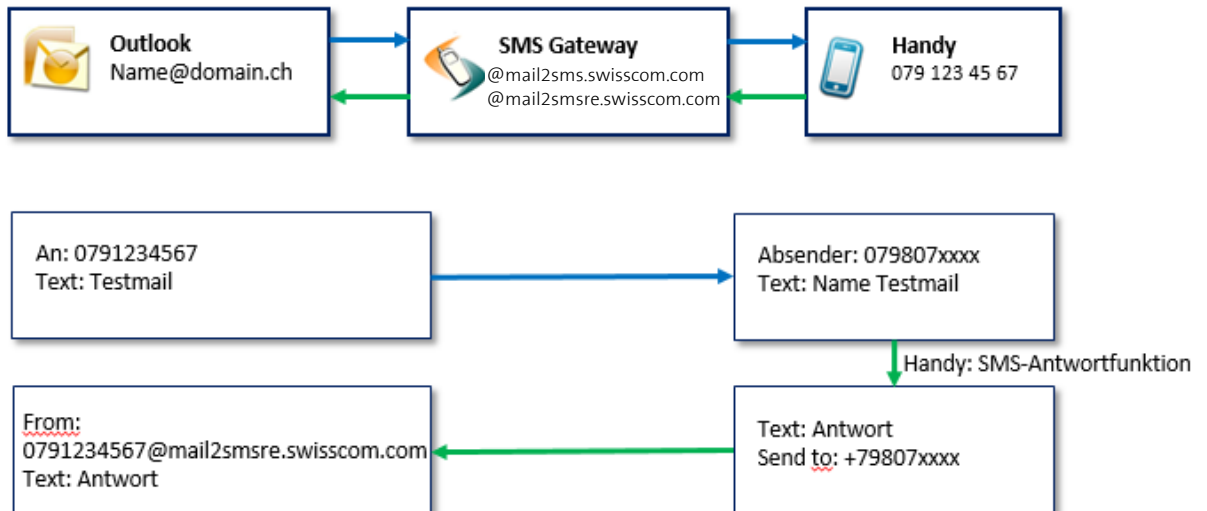 Outlook
Name@domain.ch
SMS Gateway
@mail2sms.swisscom.com
@mail2smsre.swisscom.com
Handy
079 123 45 67
An: 0791234567
Text: Testmail
Absender: 079807xxxx
Text: Name Testmail
Handy: SMS-Antwortfunktion
From:
0791234567@mail2smsre.swisscom.com
Text: Antwort
Text: Antwort
Send to: +79807xxxx